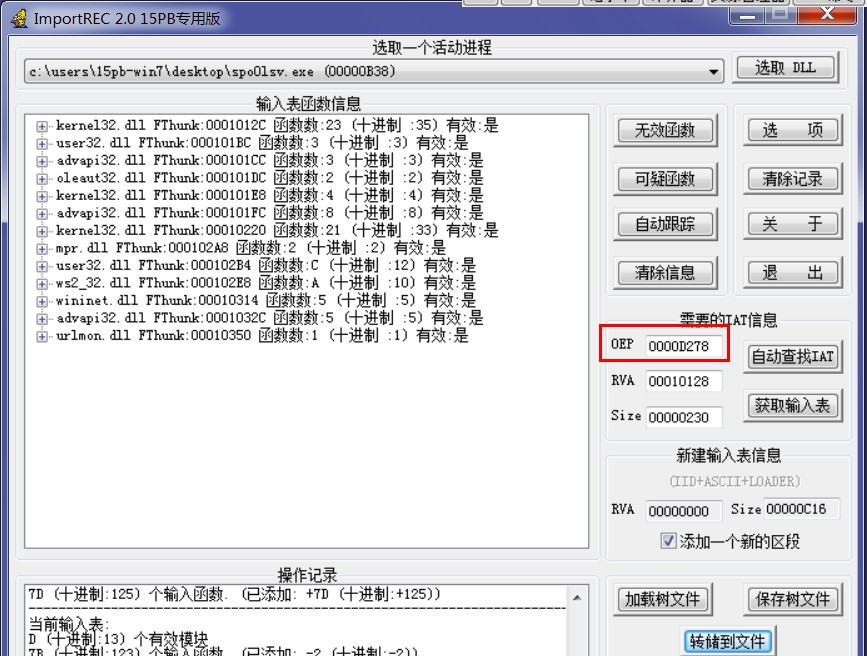 ImportREC 2.0 15PB专用版
选取一个活动进程
c:\users\15pb-win7\desktop\spo0lsv.exe (00000B38)
选取 DLL
输入表函数信息
kernel32.dll FThunk:0001012C 函数数:23 (十进制 :35) 有效:是
user32.dll FThunk:000101BC 函数数:3 (十进制 :3) 有效:是
advapi32.dll FThunk:000101CC 函数数:3 (十进制 :3) 有效:是
oleaut32.dll FThunk:000101DC 函数数:2 (十进制 :2) 有效:是
kernel32.dll FThunk:000101E8 函数数:4 (十进制 :4) 有效:是
advapi32.dll FThunk:000101FC 函数数:8 (十进制 :8) 有效:是
kernel32.dll FThunk:00010220 函数数:21 (十进制 :33) 有效:是
mpr.dll FThunk:000102A8 函数数:2 (十进制 :2) 有效:是
user32.dll FThunk:000102B4 函数数:C (十进制 :12) 有效:是
ws2_32.dll FThunk:000102E8 函数数:A (十进制 :10) 有效:是
wininet.dll FThunk:00010314 函数数:5 (十进制 :5) 有效:是
advapi32.dll FThunk:0001032C 函数数:5 (十进制 :5) 有效:是
urlmon.dll FThunk:00010350 函数数:1 (十进制 :1) 有效:是
无效函数
选 项
可疑函数
清除记录
自动跟踪
关 于
清除信息
退 出
需要的IAT信息
OEP 0000D278
自动查找IAT
RVA 00010128
获取输入表
Size 00000230
新建输入表信息
(IID+ASCII+LOADER)
RVA 00000000 Size 00000C16
添加一个新的区段
操作记录
7D (十进制:125) 个输入函数. (已添加: +7D (十进制:+125))
当前输入表:
D (十进制:13) 个有效模块
7B (十进制:123) 个输入函数. (已添加: -2 (十进制:-2))
加载树文件
保存树文件
转储到文件